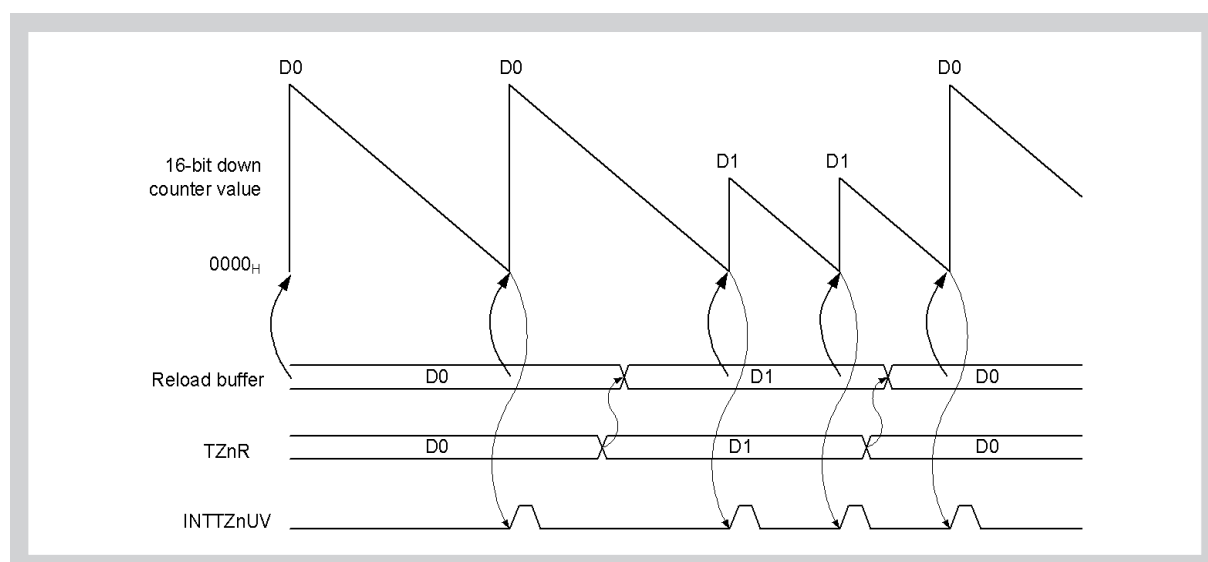 D0 D0 D0
D1 D1
16-bit down
counter value
0000H
Reload buffer D0 D1 D0
TZnR D0 D1 D0
INTTZnUV